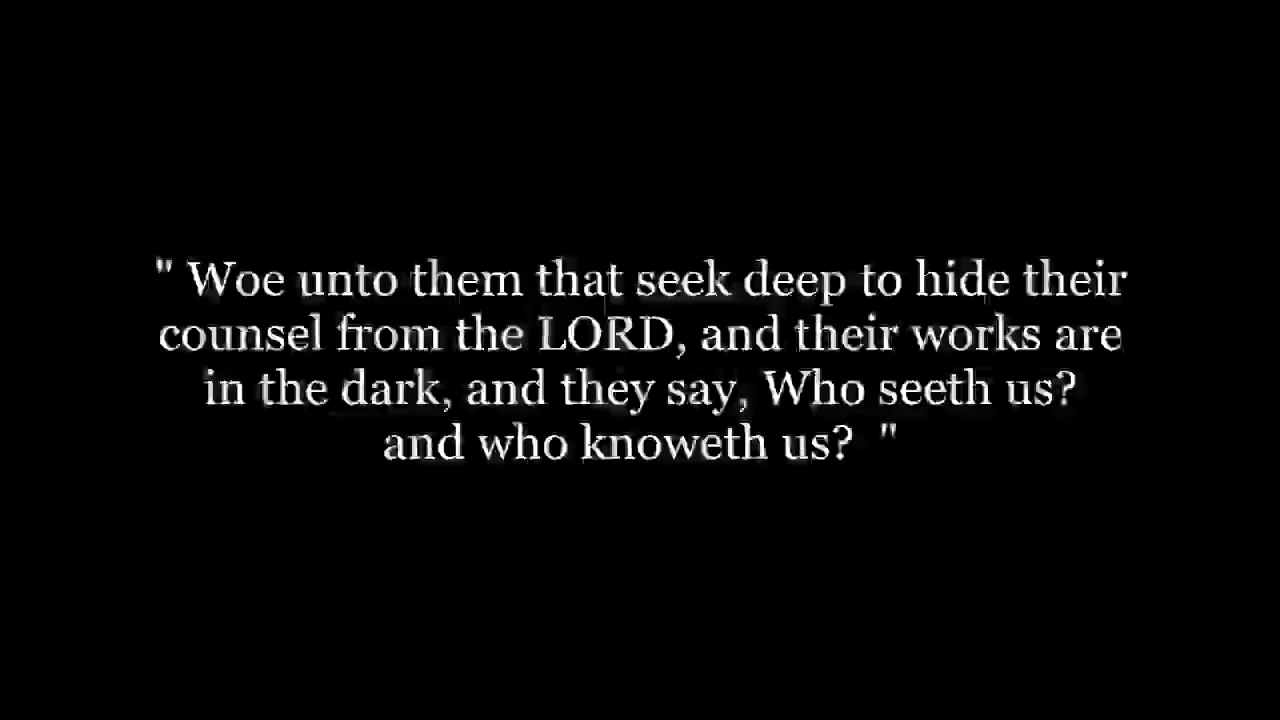 " Woe unto them that seek deep to hide their
counsel from the LORD, and their works are
in the dark, and they say, Who seeth us?
and who knoweth us?  "